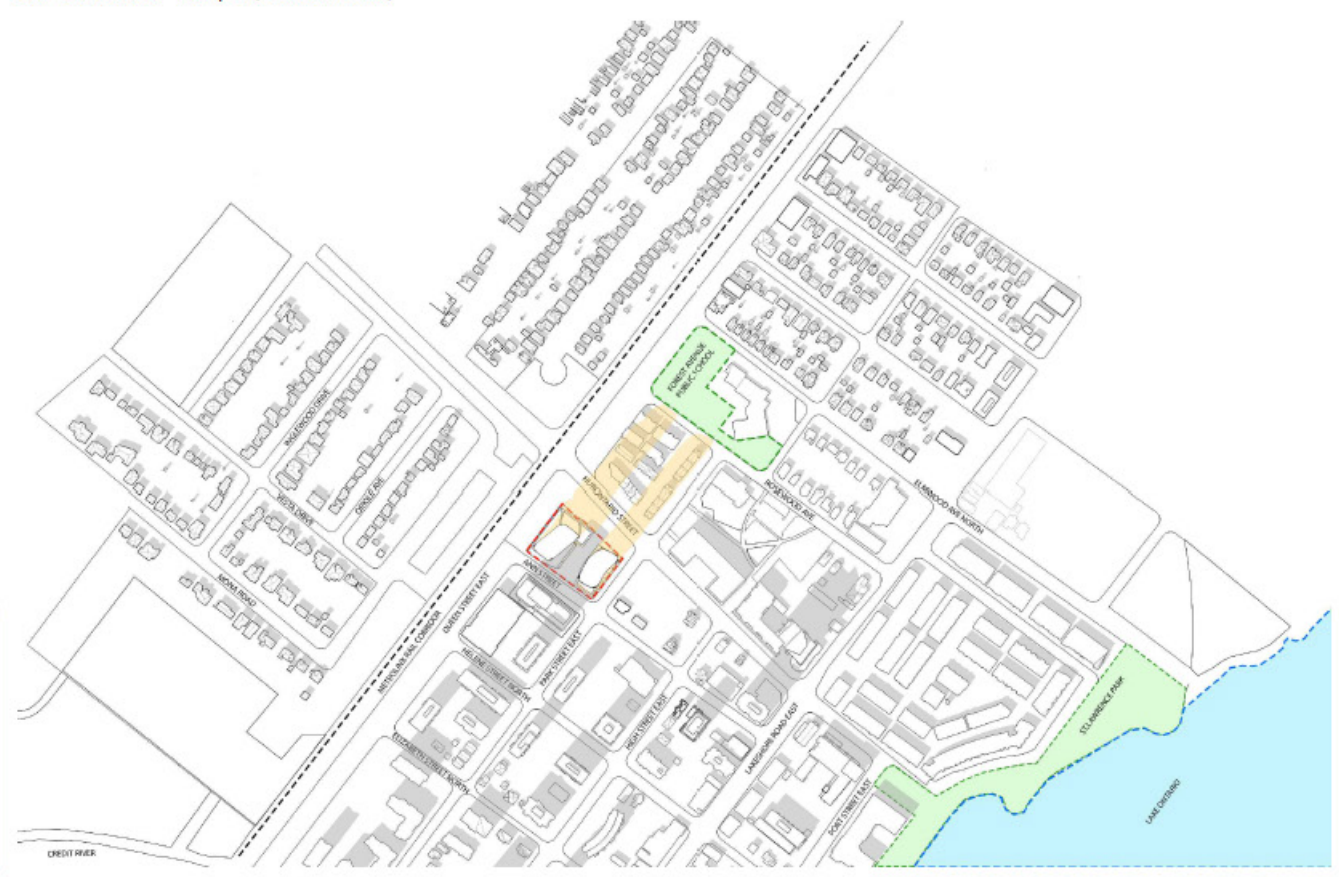 FOREST AVENUE
PUBLIC SCHOOL
INGLEWOOD DRIVE
VESTA DRIVE
ORIOLE AVE
HURONTARIO STREET
ROSEWOOD AVE
ELMWOOD AVE NORTH
ANN STREET
MONA ROAD
QUEEN STREET EAST
METROLINX RAIL CORRIDOR
PARK STREET EAST
HELENE STREET NORTH
HIGH STREET EAST
LAKESHORE ROAD EAST
ELIZABETH STREET NORTH
PORT STREET EAST
ST.LAWRENCE PARK
LAKE ONTARIO
CREDIT RIVER